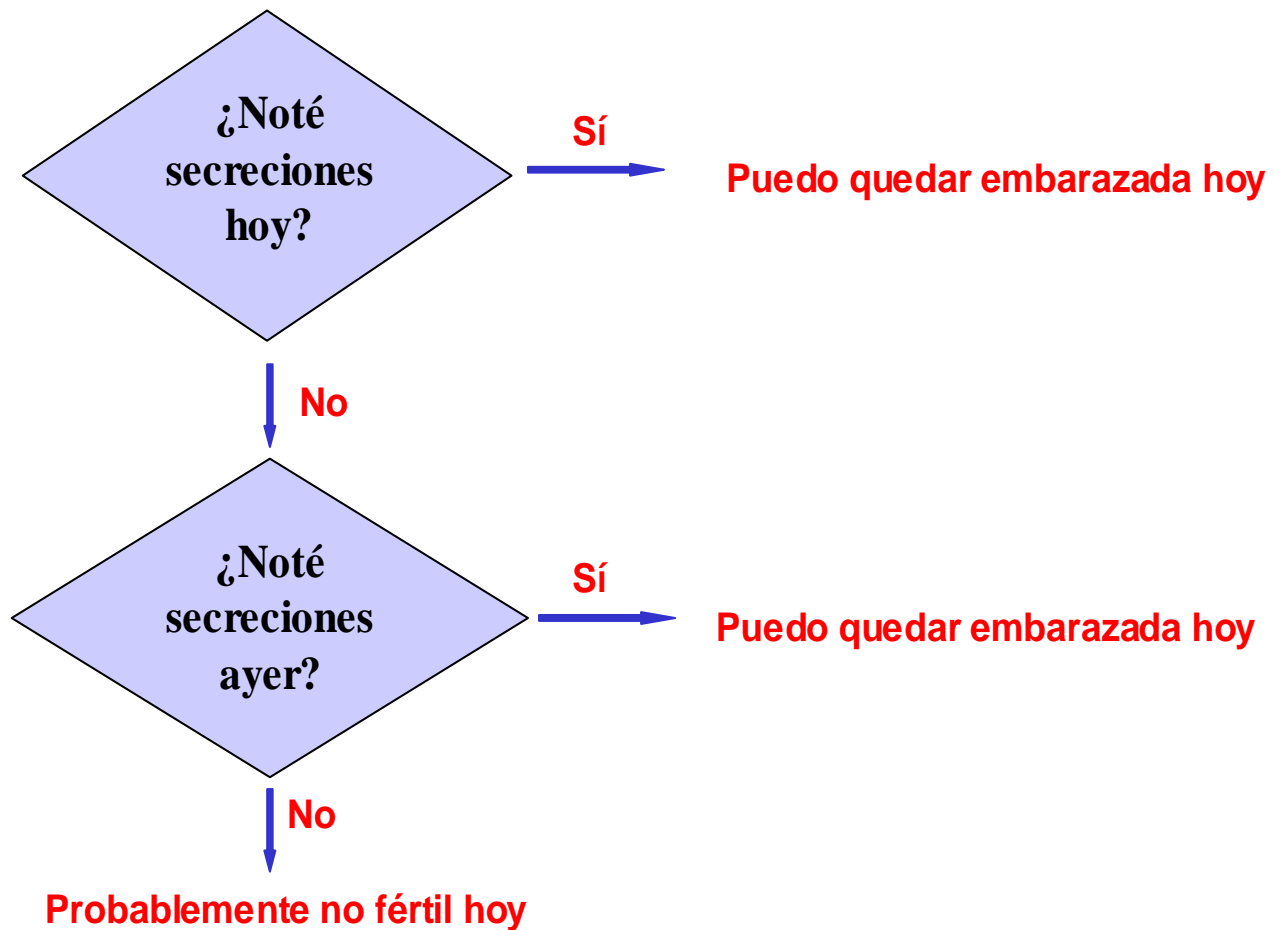 ¿Noté
secreciones
hoy?
Sí
Puedo quedar embarazada hoy
No
¿Noté
secreciones
ayer?
Sí
Puedo quedar embarazada hoy
No
Probablemente no fértil hoy